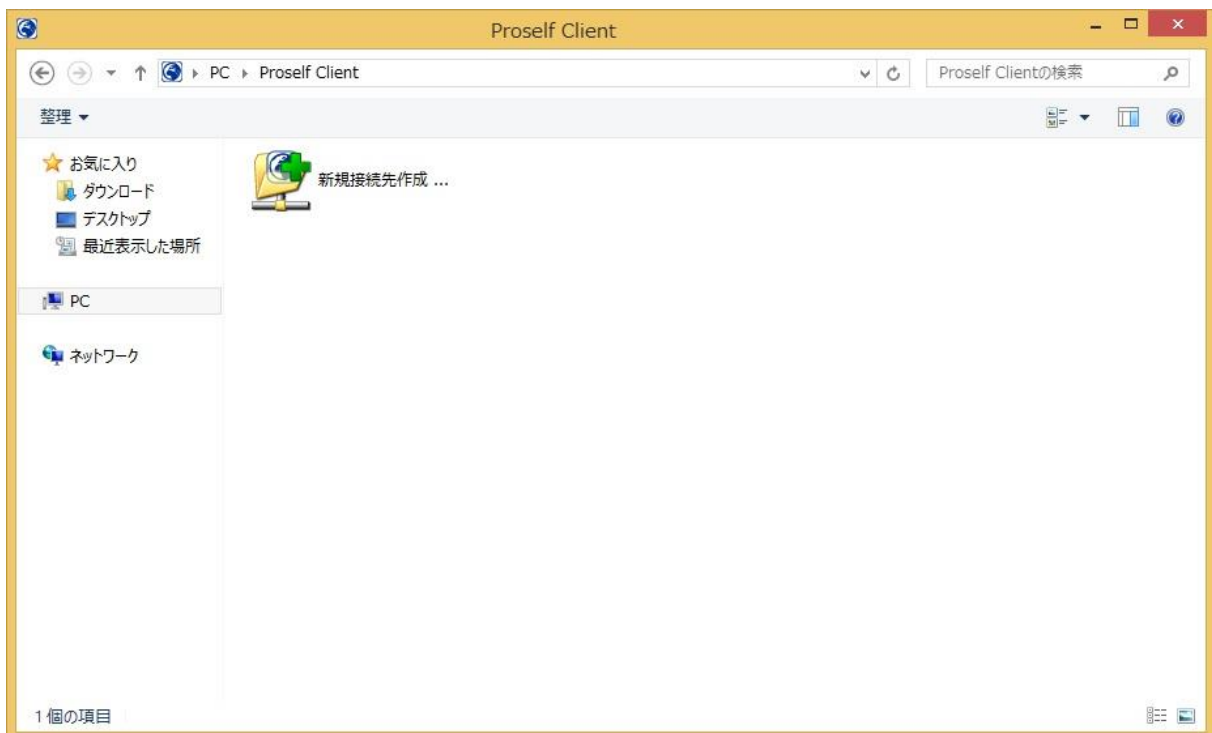 Proself Client
PC Proself Client
Proself Clientの検索
整理
お気に入り
ダウンロード
デスクトップ
最近表示した場所
PC
ネットワーク
新規接続先作成 ...
1 個の項目